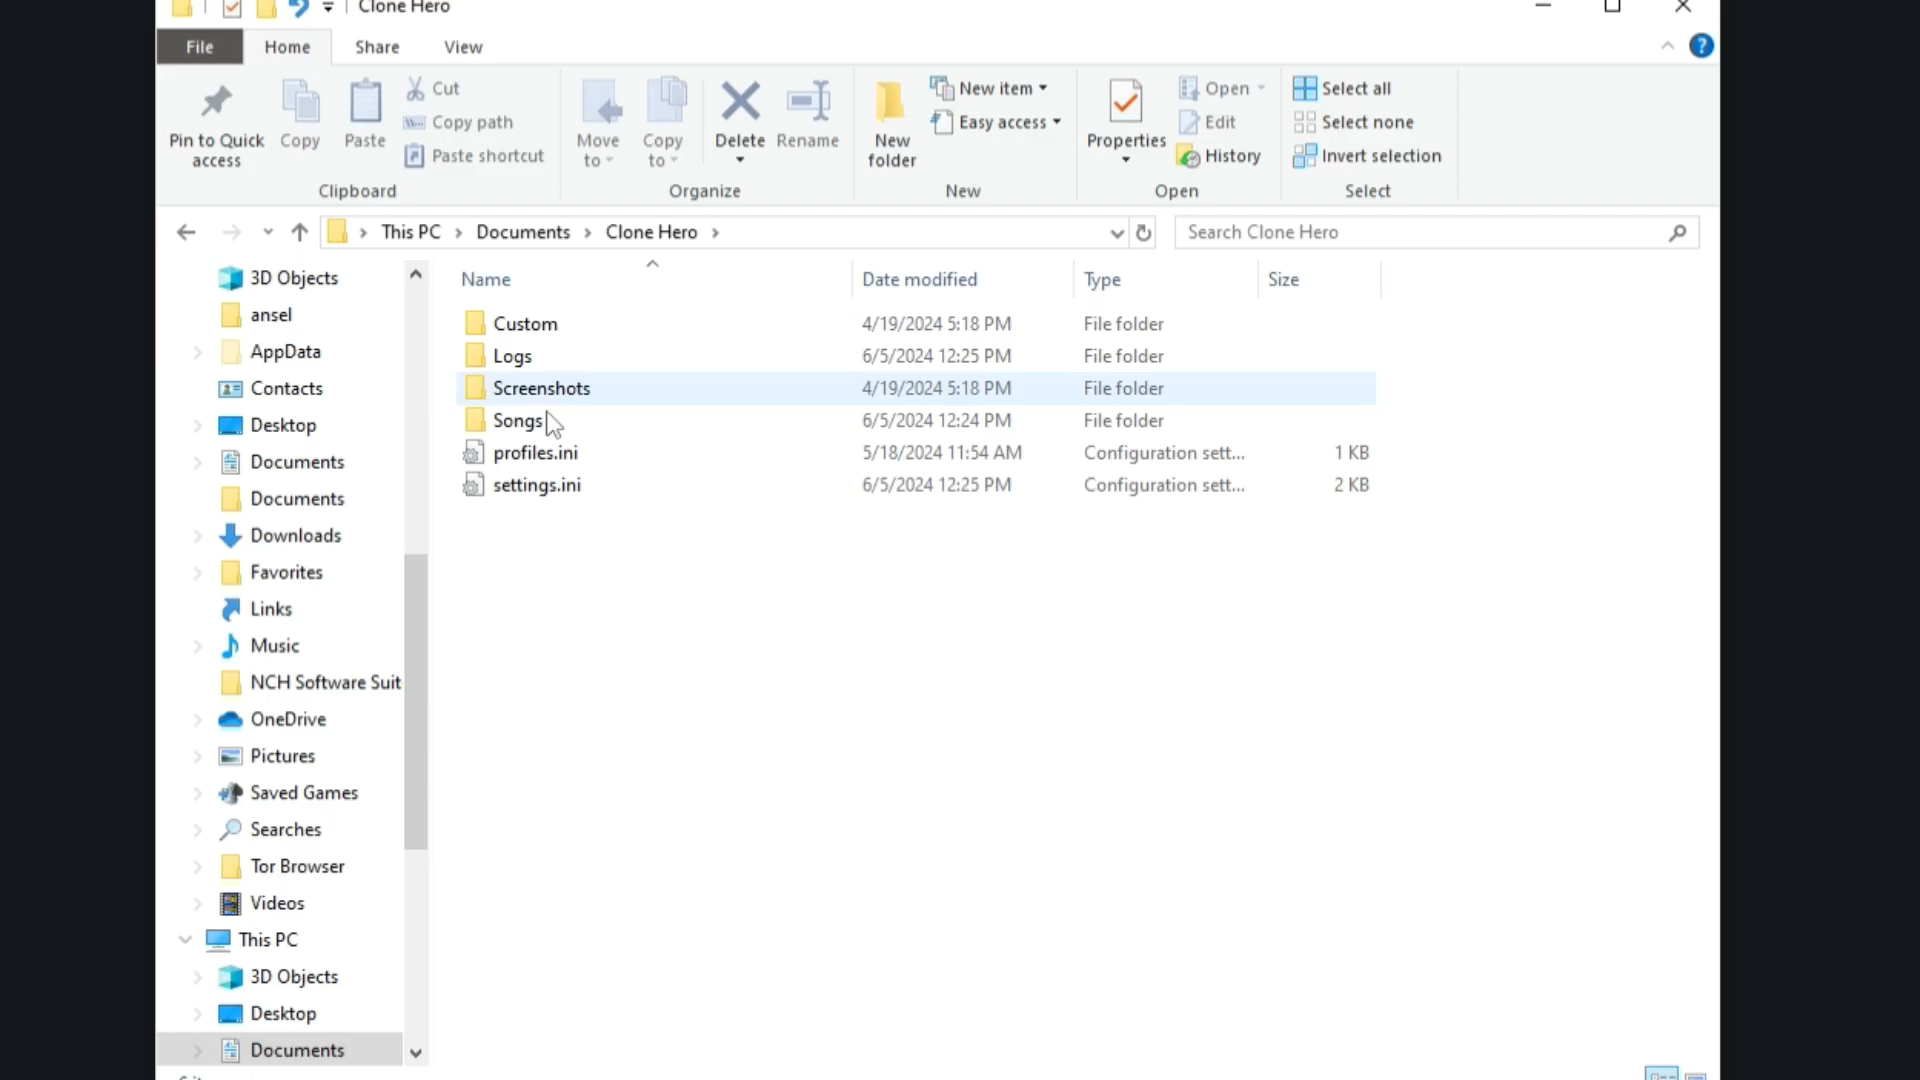 Clone Hero
File Home Share View
Pin to Quick access
Copy
Paste
Cut
Copy path
Paste shortcut
Clipboard
Move to
Copy to
Delete
Rename
Organize
New folder
New item
Easy access
New
Properties
Open
Edit
History
Open
Select all
Select none
Invert selection
Select
This PC > Documents > Clone Hero >
Search Clone Hero
3D Objects
ansel
AppData
Contacts
Desktop
Documents
Documents
Downloads
Favorites
Links
Music
NCH Software Suit
OneDrive
Pictures
Saved Games
Searches
Tor Browser
Videos
This PC
3D Objects
Desktop
Documents
Name Date modified Type Size
Custom 4/19/2024 5:18 PM File folder
Logs 6/5/2024 12:25 PM File folder
Screenshots 4/19/2024 5:18 PM File folder
Songs 6/5/2024 12:24 PM File folder
profiles.ini 5/18/2024 11:54 AM Configuration sett... 1 KB
settings.ini 6/5/2024 12:25 PM Configuration sett... 2 KB